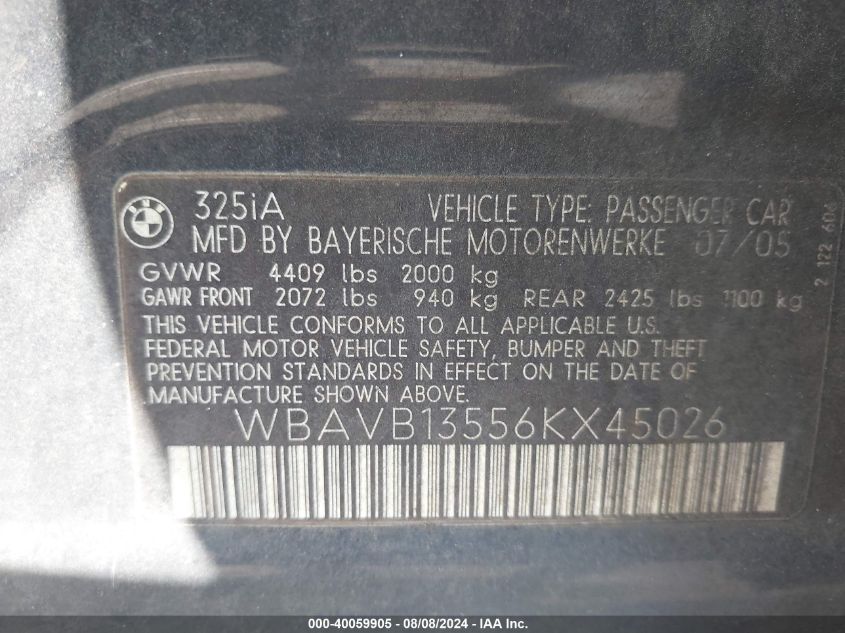 325iA VEHICLE TYPE: PASSENGER CAR
MFD BY BAYERISCHE MOTORENWERKE 07/05
GVWR 4409 lbs 2000 kg
GAWR FRONT 2072 lbs 940 kg REAR 2425 lbs 1100 kg
THIS VEHICLE CONFORMS TO ALL APPLICABLE U.S.
FEDERAL MOTOR VEHICLE SAFETY, BUMPER AND THEFT
PREVENTION STANDARDS IN EFFECT ON THE DATE OF
MANUFACTURE SHOWN ABOVE.
WBAVB13556KX45026
2 122 606
000-40059905 - 08/08/2024 - IAA Inc.